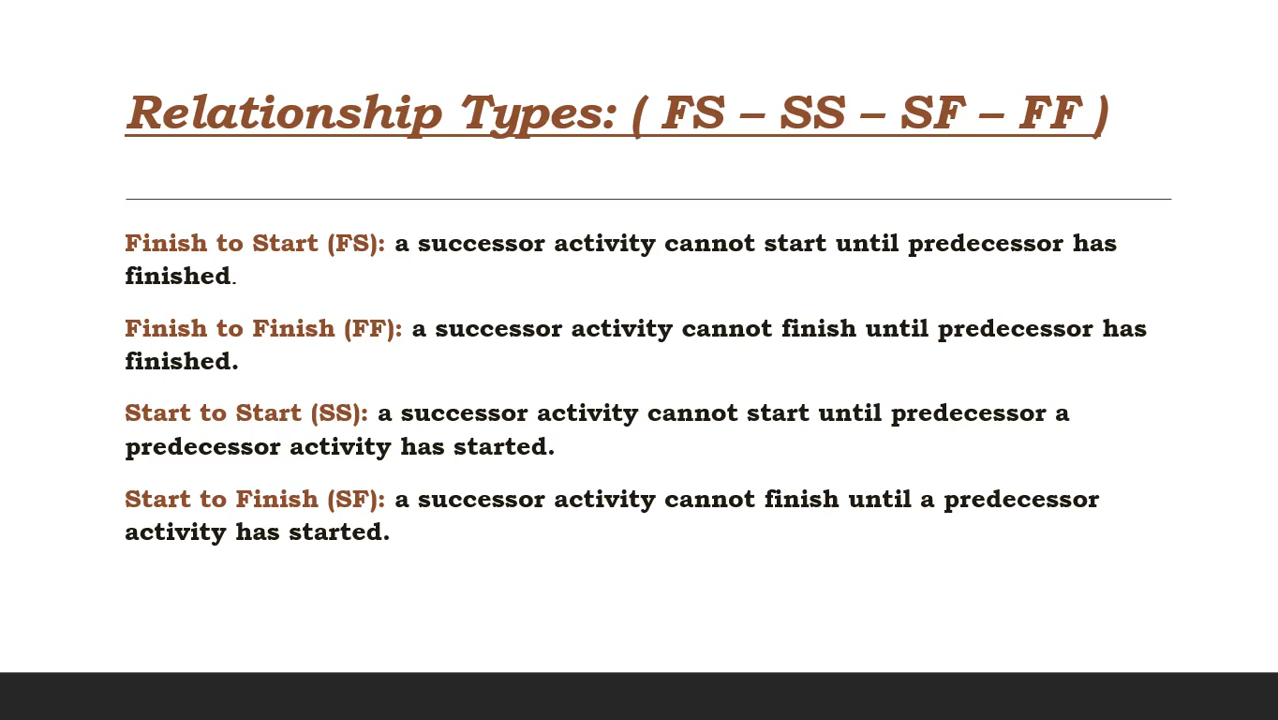 Relationship Types: ( FS – SS – SF – FF )
Finish to Start (FS): a successor activity cannot start until predecessor has
finished.
Finish to Finish (FF): a successor activity cannot finish until predecessor has
finished.
Start to Start (SS): a successor activity cannot start until predecessor a
predecessor activity has started.
Start to Finish (SF): a successor activity cannot finish until a predecessor
activity has started.